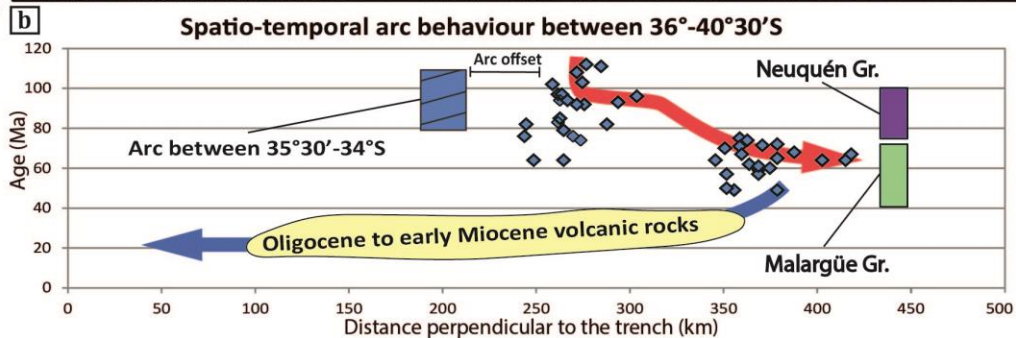 b
Spatio-temporal arc behaviour between 36°-40°30'S
Age (Ma)
120
100
80
60
40
20
0
Arc offset
Arc between 35°30'-34°S
Neuquén Gr.
Malargüe Gr.
Oligocene to early Miocene volcanic rocks
0 50 100 150 200 250 300 350 400 450 500
Distance perpendicular to the trench (km)